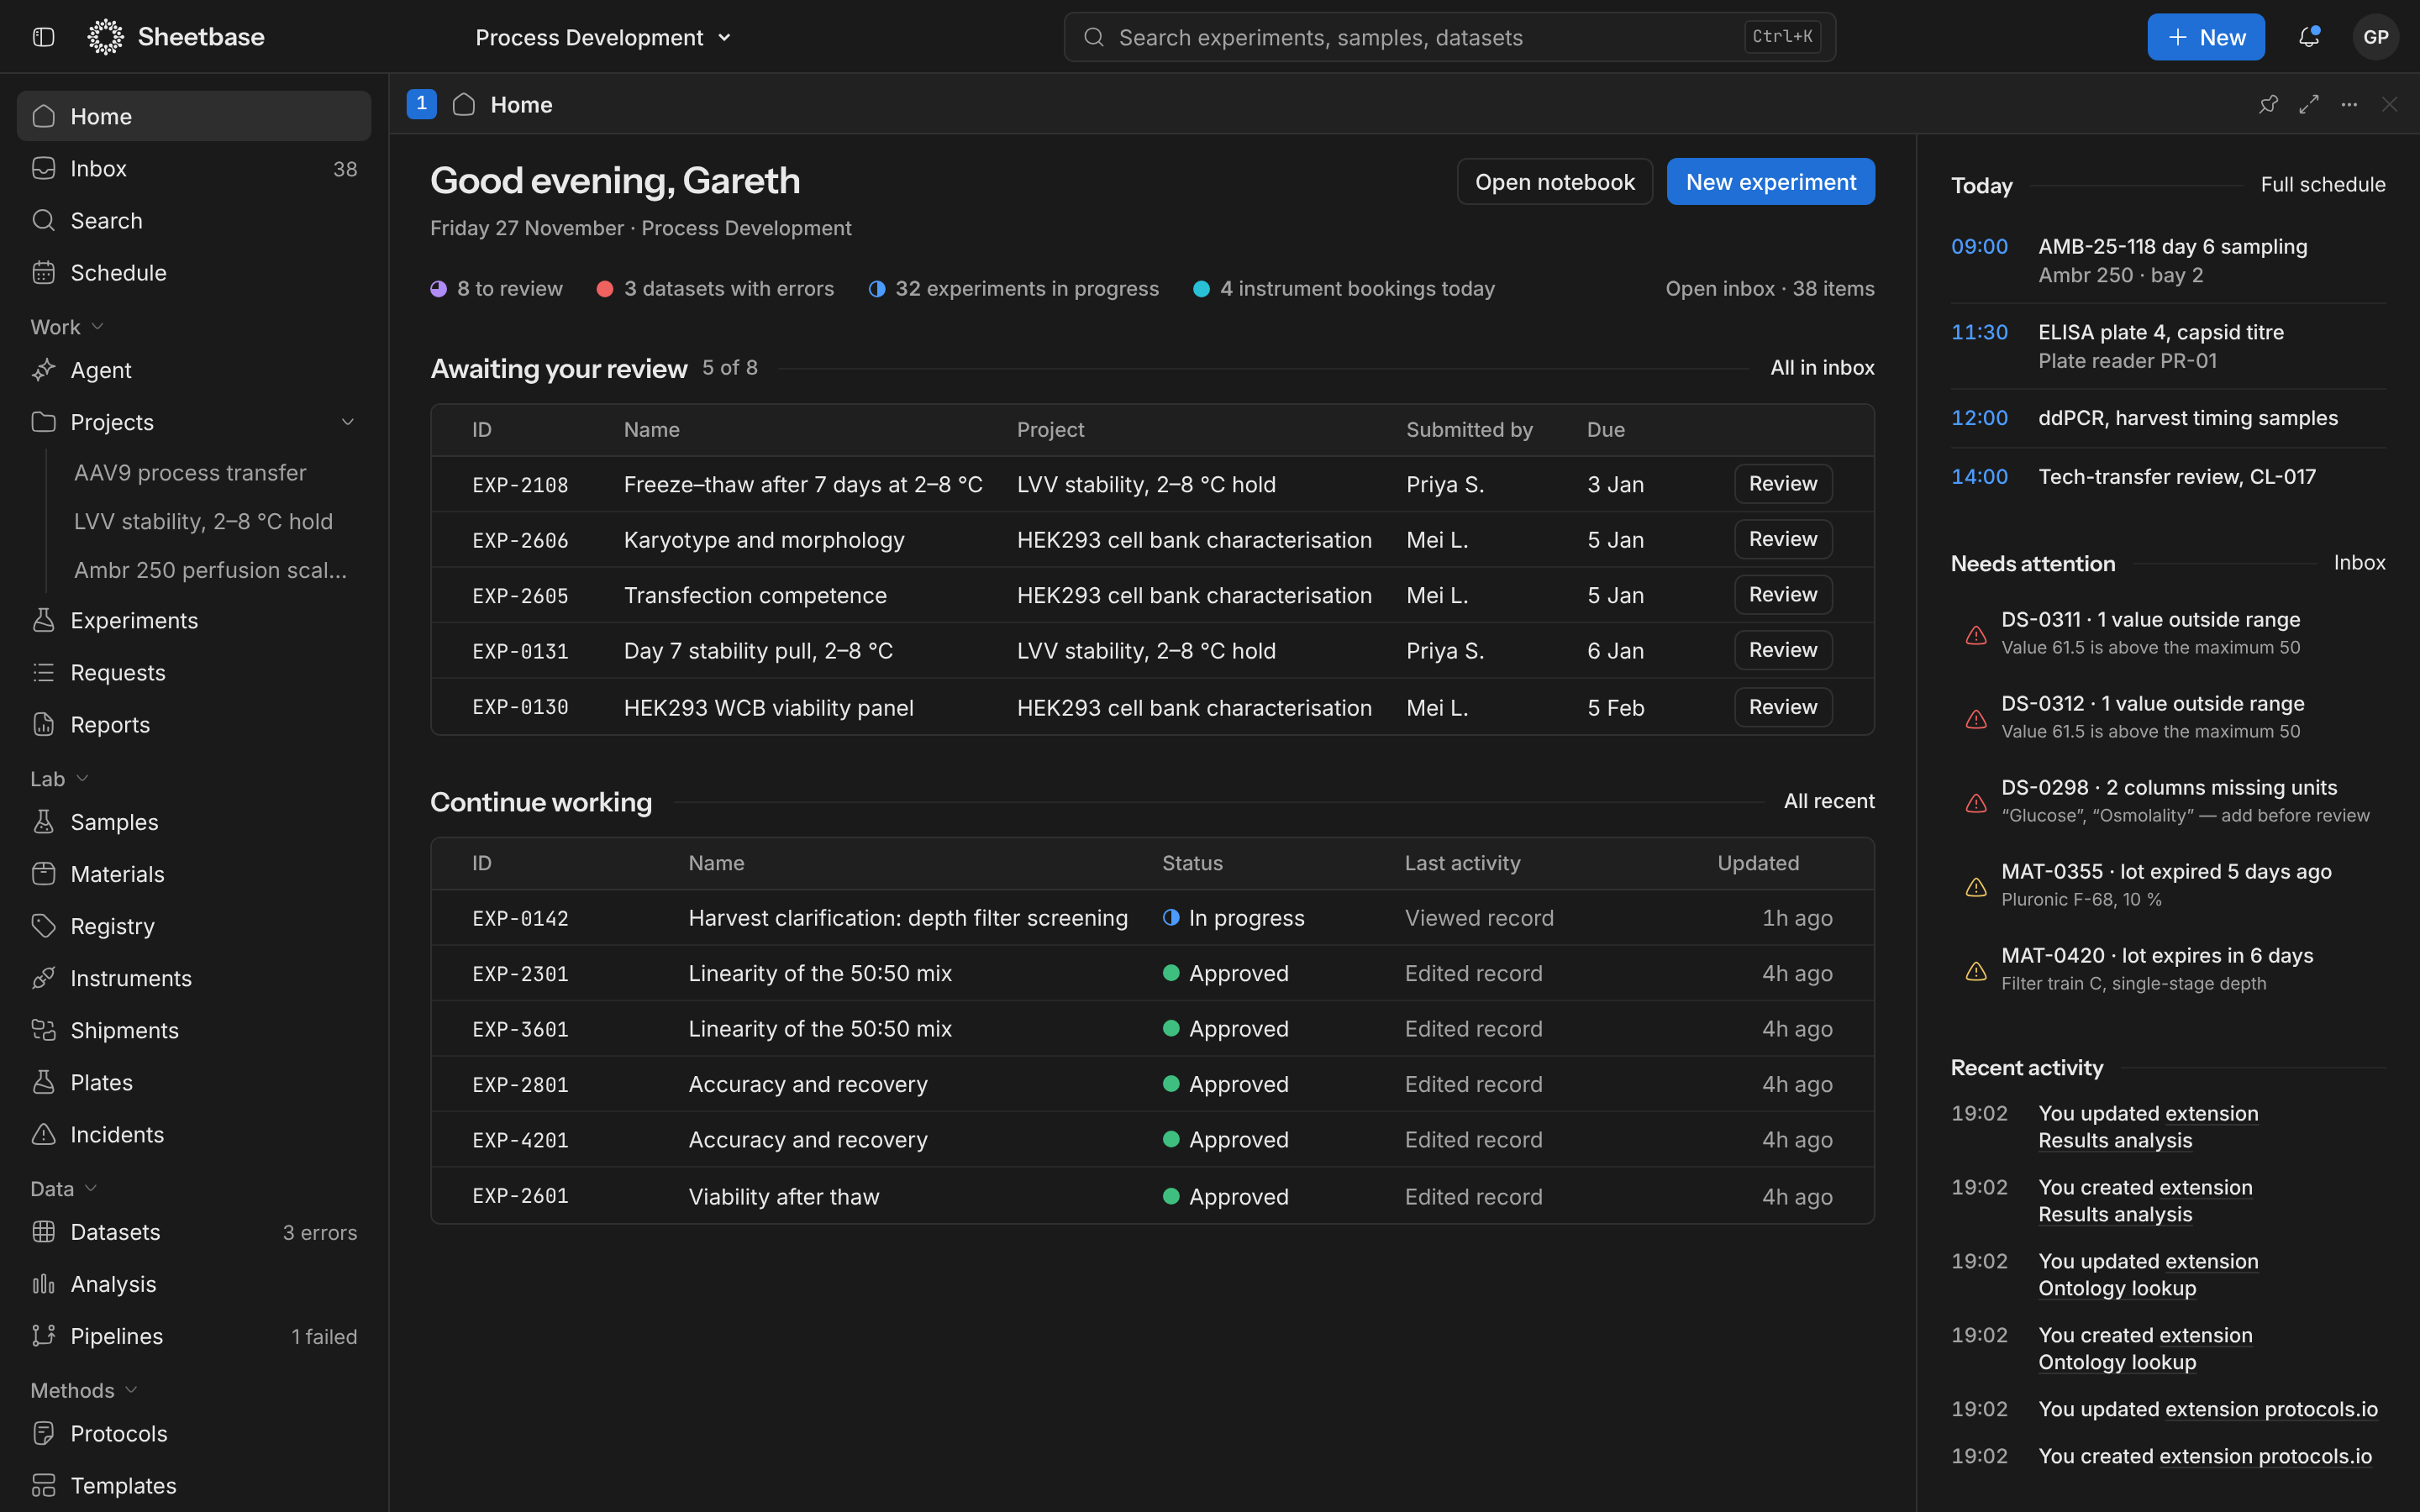 Sheetbase
Process Development
Search experiments, samples, datasets
Ctrl+K
New
GP
Home
Inbox 38
Search
Schedule
Work
Agent
Projects
AAV9 process transfer
LVV stability, 2–8 °C hold
Ambr 250 perfusion scal...
Experiments
Requests
Reports
Lab
Samples
Materials
Registry
Instruments
Shipments
Plates
Incidents
Data
Datasets 3 errors
Analysis
Pipelines 1 failed
Methods
Protocols
Templates
1 Home
Good evening, Gareth
Open notebook
New experiment
Friday 27 November · Process Development
8 to review
3 datasets with errors
32 experiments in progress
4 instrument bookings today
Open inbox · 38 items
Awaiting your review 5 of 8
All in inbox
ID Name Project Submitted by Due
EXP-2108 Freeze–thaw after 7 days at 2–8 °C LVV stability, 2–8 °C hold Priya S. 3 Jan Review
EXP-2606 Karyotype and morphology HEK293 cell bank characterisation Mei L. 5 Jan Review
EXP-2605 Transfection competence HEK293 cell bank characterisation Mei L. 5 Jan Review
EXP-0131 Day 7 stability pull, 2–8 °C LVV stability, 2–8 °C hold Priya S. 6 Jan Review
EXP-0130 HEK293 WCB viability panel HEK293 cell bank characterisation Mei L. 5 Feb Review
Continue working
All recent
ID Name Status Last activity Updated
EXP-0142 Harvest clarification: depth filter screening In progress Viewed record 1h ago
EXP-2301 Linearity of the 50:50 mix Approved Edited record 4h ago
EXP-3601 Linearity of the 50:50 mix Approved Edited record 4h ago
EXP-2801 Accuracy and recovery Approved Edited record 4h ago
EXP-4201 Accuracy and recovery Approved Edited record 4h ago
EXP-2601 Viability after thaw Approved Edited record 4h ago
Today
Full schedule
09:00 AMB-25-118 day 6 sampling
Ambr 250 · bay 2
11:30 ELISA plate 4, capsid titre
Plate reader PR-01
12:00 ddPCR, harvest timing samples
14:00 Tech-transfer review, CL-017
Needs attention
Inbox
DS-0311 · 1 value outside range
Value 61.5 is above the maximum 50
DS-0312 · 1 value outside range
Value 61.5 is above the maximum 50
DS-0298 · 2 columns missing units
“Glucose”, “Osmolality” — add before review
MAT-0355 · lot expired 5 days ago
Pluronic F-68, 10 %
MAT-0420 · lot expires in 6 days
Filter train C, single-stage depth
Recent activity
19:02 You updated extension
Results analysis
19:02 You created extension
Results analysis
19:02 You updated extension
Ontology lookup
19:02 You created extension
Ontology lookup
19:02 You updated extension protocols.io
19:02 You created extension protocols.io